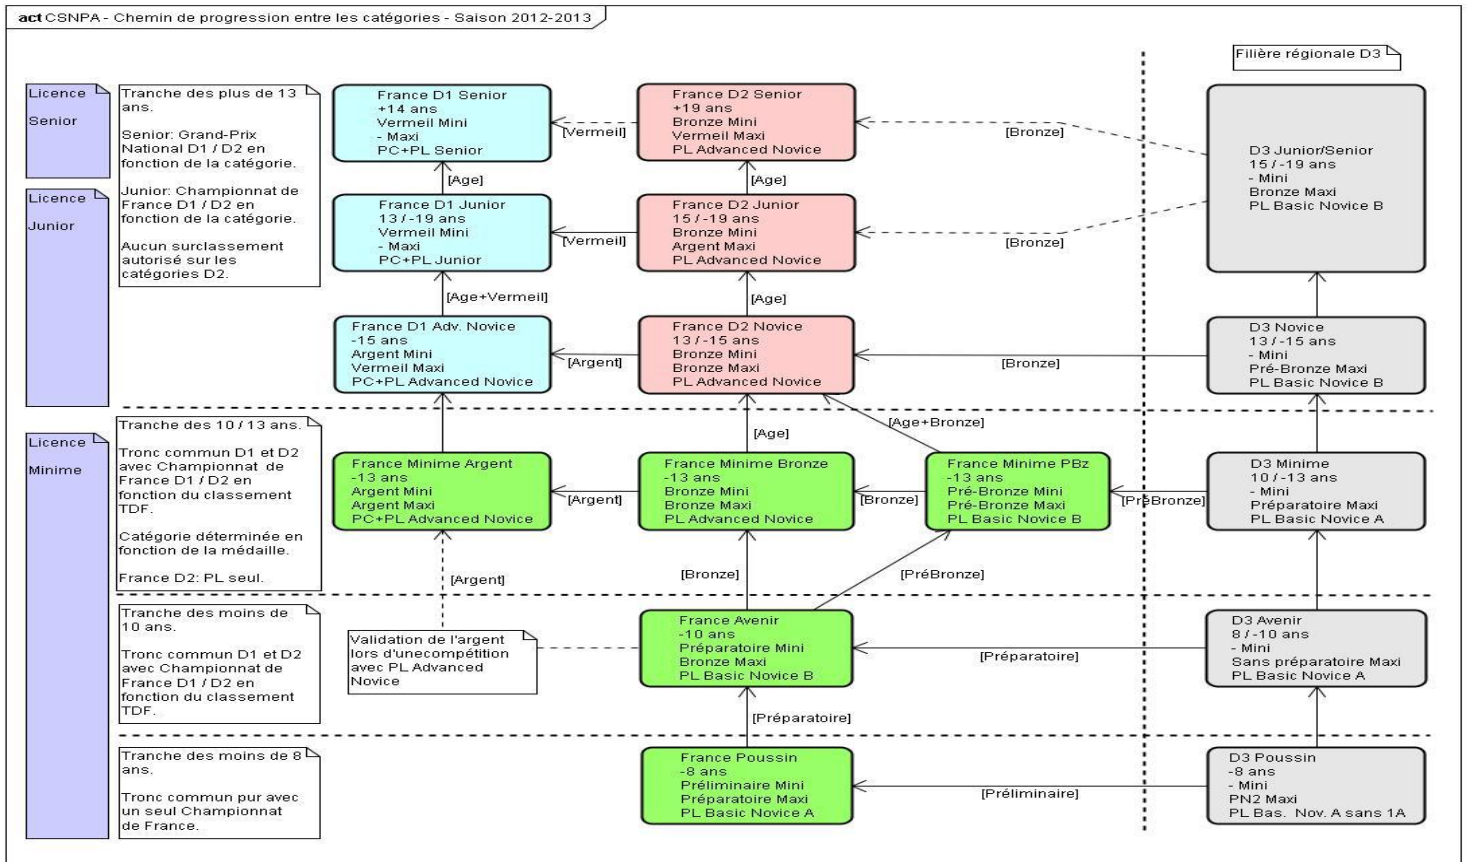 act CSNPA - Chemin de progression entre les catégories - Saison 2012-2013
Filière régionale D3
Licence
Senior
Tranche des plus de 13
ans.
Senior: Grand-Prix
National D1 / D2 en
fonction de la catégorie.
Junior: Championnat de
France D1 / D2 en
fonction de la catégorie.
Aucun surclassement
autorisé sur les
catégories D2.
France D1 Senior
+14 ans
Vermeil Mini
- Maxi
PC+PL Senior
[Vermeil]
France D2 Senior
+19 ans
Bronze Mini
Vermeil Maxi
PL Advanced Novice
[Bronze]
D3 Junior/Senior
15 / -19 ans
- Mini
Bronze Maxi
PL Basic Novice B
[Age]
[Age]
Licence
Junior
France D1 Junior
13 / -19 ans
Vermeil Mini
- Maxi
PC+PL Junior
[Vermeil]
France D2 Junior
15 / -19 ans
Bronze Mini
Argent Maxi
PL Advanced Novice
[Bronze]
[Age+Vermeil]
[Age]
France D1 Adv. Novice
-15 ans
Argent Mini
Vermeil Maxi
PC+PL Advanced Novice
[Argent]
France D2 Novice
13 / -15 ans
Bronze Mini
Bronze Maxi
PL Advanced Novice
[Bronze]
D3 Novice
13 / -15 ans
- Mini
Pré-Bronze Maxi
PL Basic Novice B
Licence
Minime
Tranche des 10 / 13 ans.
Tronc commun D1 et D2
avec Championnat de
France D1 / D2 en
fonction du classement
TDF.
Catégorie déterminée en
fonction de la médaille.
France D2: PL seul.
[Age]
[Age+Bronze]
France Minime Argent
-13 ans
Argent Mini
Argent Maxi
PC+PL Advanced Novice
[Argent]
France Minime Bronze
-13 ans
Bronze Mini
Bronze Maxi
PL Advanced Novice
[Bronze]
France Minime PBz
-13 ans
Pré-Bronze Mini
Pré-Bronze Maxi
PL Basic Novice B
[PréBronze]
D3 Minime
10 / -13 ans
- Mini
Préparatoire Maxi
PL Basic Novice A
[Argent]
[Bronze]
[PréBronze]
Tranche des moins de
10 ans.
Tronc commun D1 et D2
avec Championnat de
France D1 / D2 en
fonction du classement
TDF.
Validation de l'argent
lors d'unecompétition
avec PL Advanced
Novice
France Avenir
-10 ans
Préparatoire Mini
Bronze Maxi
PL Basic Novice B
[Préparatoire]
D3 Avenir
8 / -10 ans
- Mini
Sans préparatoire Maxi
PL Basic Novice A
[Préparatoire]
Tranche des moins de 8
ans.
Tronc commun pur avec
un seul Championnat
de France.
France Poussin
-8 ans
Préliminaire Mini
Préparatoire Maxi
PL Basic Novice A
[Préliminaire]
D3 Poussin
-8 ans
- Mini
PN2 Maxi
PL Bas. Nov. A sans 1A